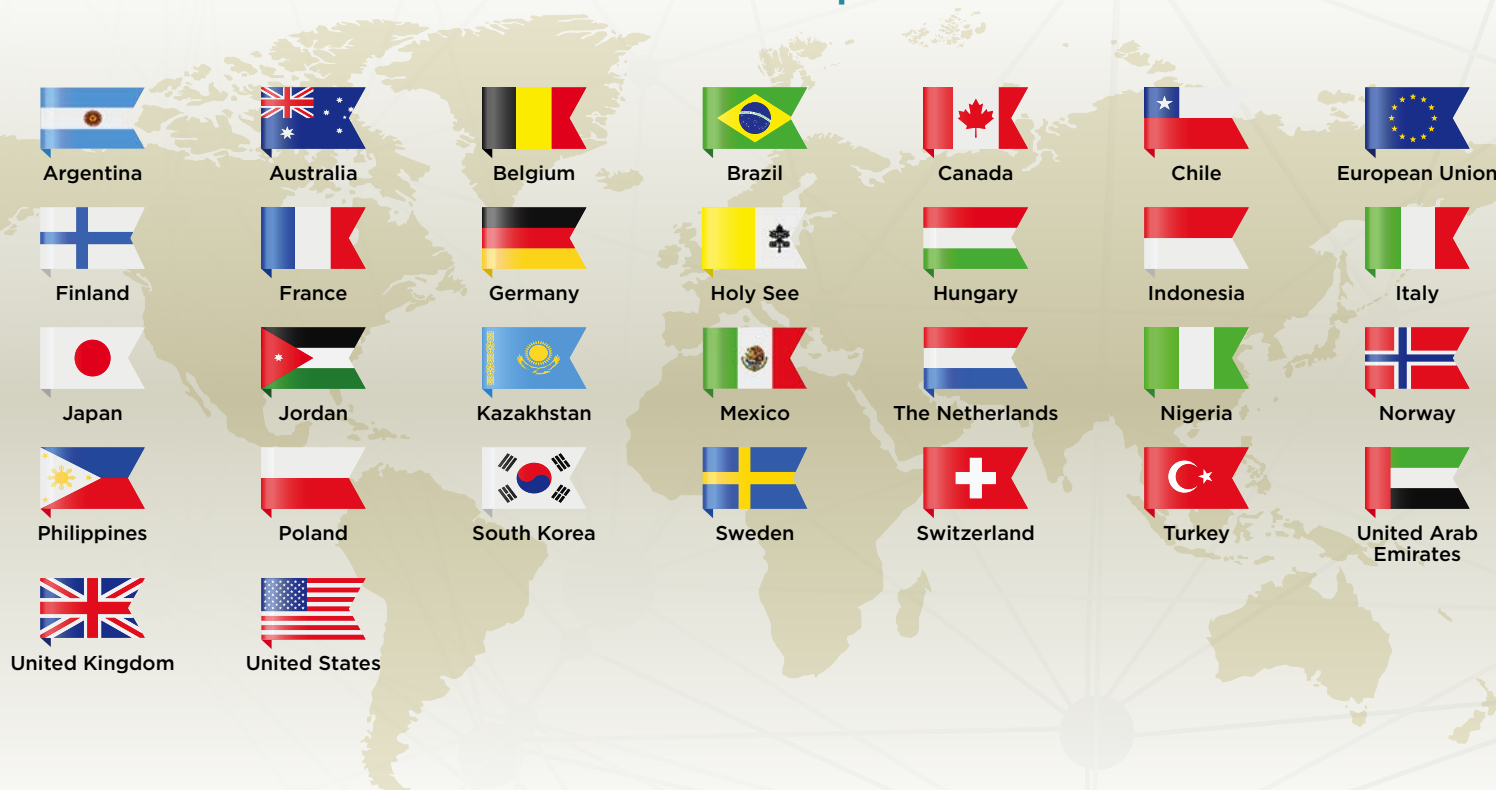 Argentina
Australia
Belgium
Brazil
Canada
Chile
European Union
Finland
France
Germany
Holy See
Hungary
Indonesia
Italy
Japan
Jordan
Kazakhstan
Mexico
The Netherlands
Nigeria
Norway
Philippines
Poland
South Korea
Sweden
Switzerland
Turkey
United Arab
Emirates
United Kingdom
United States